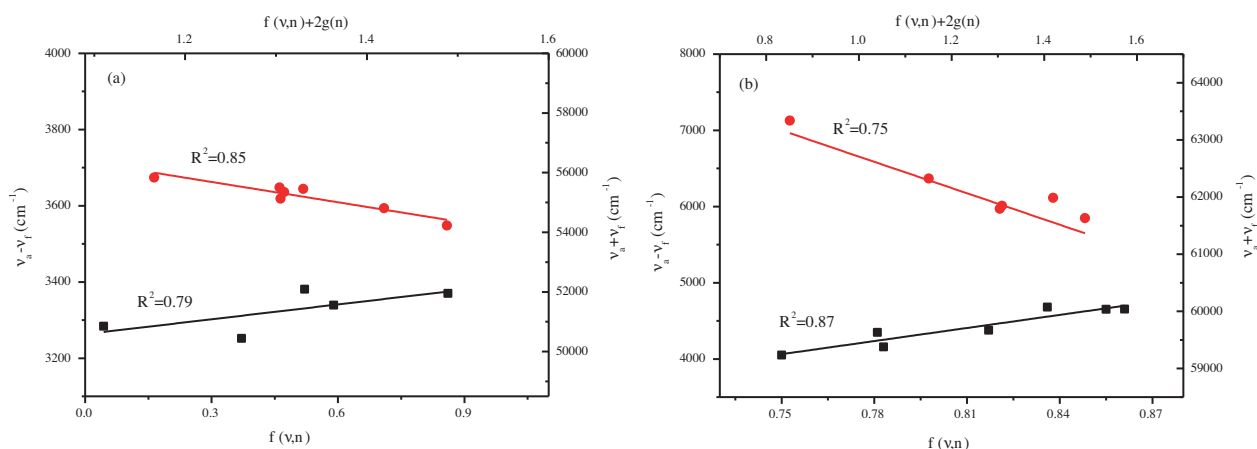 f (ν,n)+2g(n)
1.2 1.4 1.6
4000
3800
3600
3400
3200
60000
58000
56000
54000
52000
50000
(a)
R²=0.85
R²=0.79
νa-νf (cm⁻¹)
νa+νf (cm⁻¹)
0.0 0.3 0.6 0.9
f (ν,n)
f (ν,n)+2g(n)
0.8 1.0 1.2 1.4 1.6
8000
7000
6000
5000
4000
64000
63000
62000
61000
60000
59000
(b)
R²=0.75
R²=0.87
νa-νf (cm⁻¹)
νa+νf (cm⁻¹)
0.75 0.78 0.81 0.84 0.87
f (ν,n)